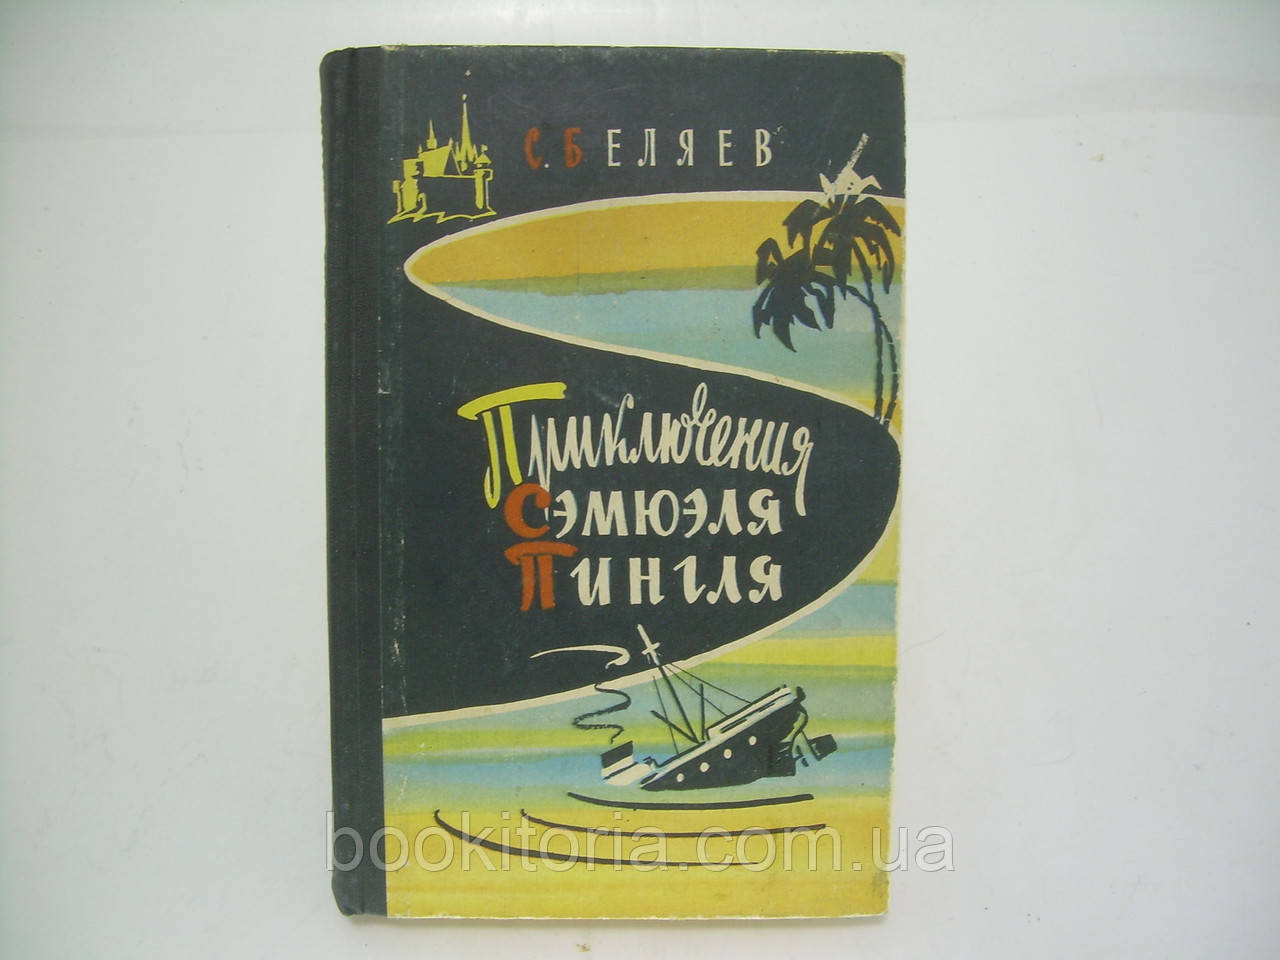 С. БЕЛЯЕВ
Приключения
Сэмюэля
Пингля
bookitoria.com.ua